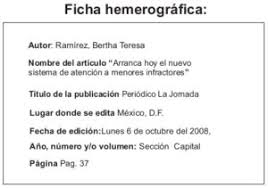 Ficha hemerográfica:
Autor: Ramírez, Bertha Teresa
Nombre del artículo "Arranca hoy el nuevo
sistema de atención a menores infractores"
Título de la publicación Periódico La Jornada
Lugar donde se edita México, D.F.
Fecha de edición:Lunes 6 de octubre del 2008,
Año, número y/o volumen: Sección Capital
Página Pag. 37